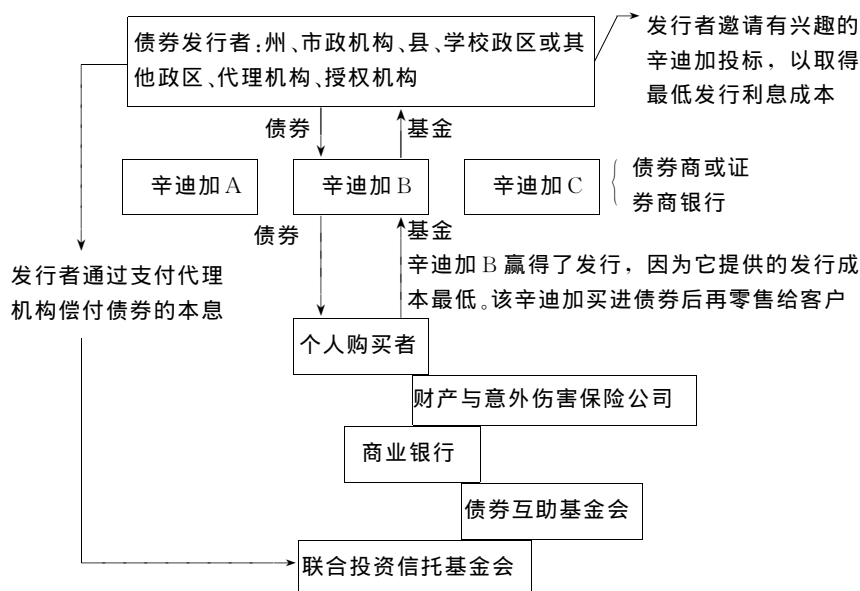 债券发行者:州、市政机构、县、学校政区或其
他政区、代理机构、授权机构
发行者邀请有兴趣的
辛迪加投标，以取得
最低发行利息成本
债券
基金
辛迪加A
辛迪加B
辛迪加C
债券商或证
券商银行
债券
基金
辛迪加B赢得了发行，因为它提供的发行成
本最低。该辛迪加买进债券后再零售给客户
发行者通过支付代理
机构偿付债券的本息
个人购买者
财产与意外伤害保险公司
商业银行
债券互助基金会
联合投资信托基金会